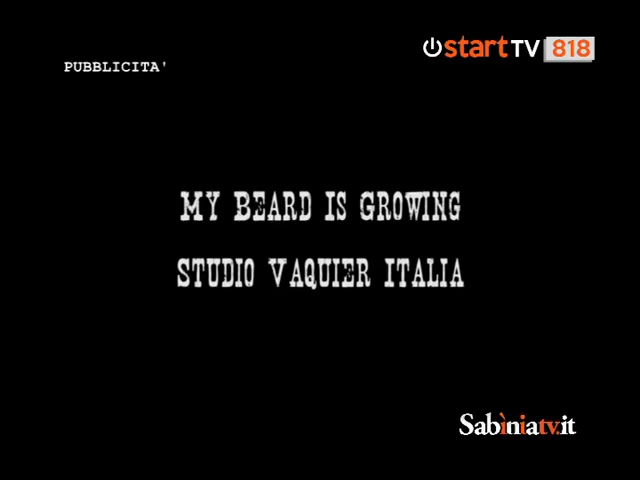 startTV 818
PUBBLICITA'
MY BEARD IS GROWING
STUDIO VAQUIER ITALIA
Sabìniatv.it